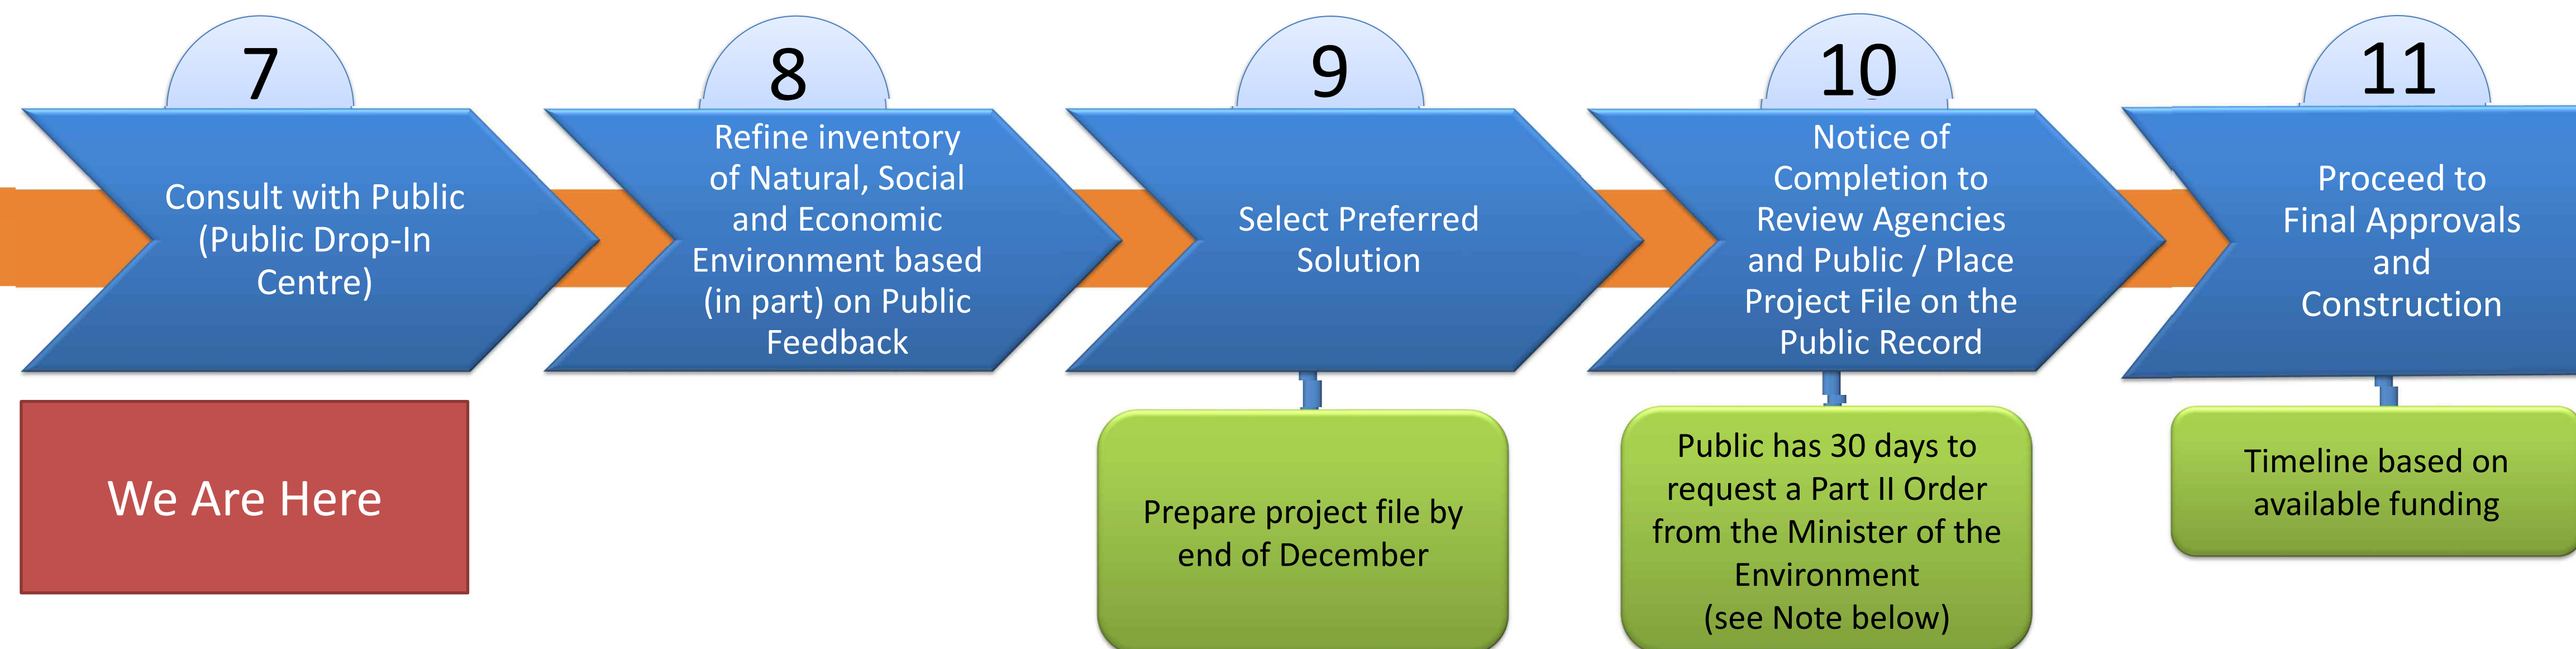 7
Consult with Public
(Public Drop-In
Centre)
We Are Here
8
Refine inventory
of Natural, Social
and Economic
Environment based
(in part) on Public
Feedback
9
Select Preferred
Solution
Prepare project file by
end of December
10
Notice of
Completion to
Review Agencies
and Public / Place
Project File on the
Public Record
Public has 30 days to
request a Part II Order
from the Minister of the
Environment
(see Note below)
11
Proceed to
Final Approvals
and
Construction
Timeline based on
available funding